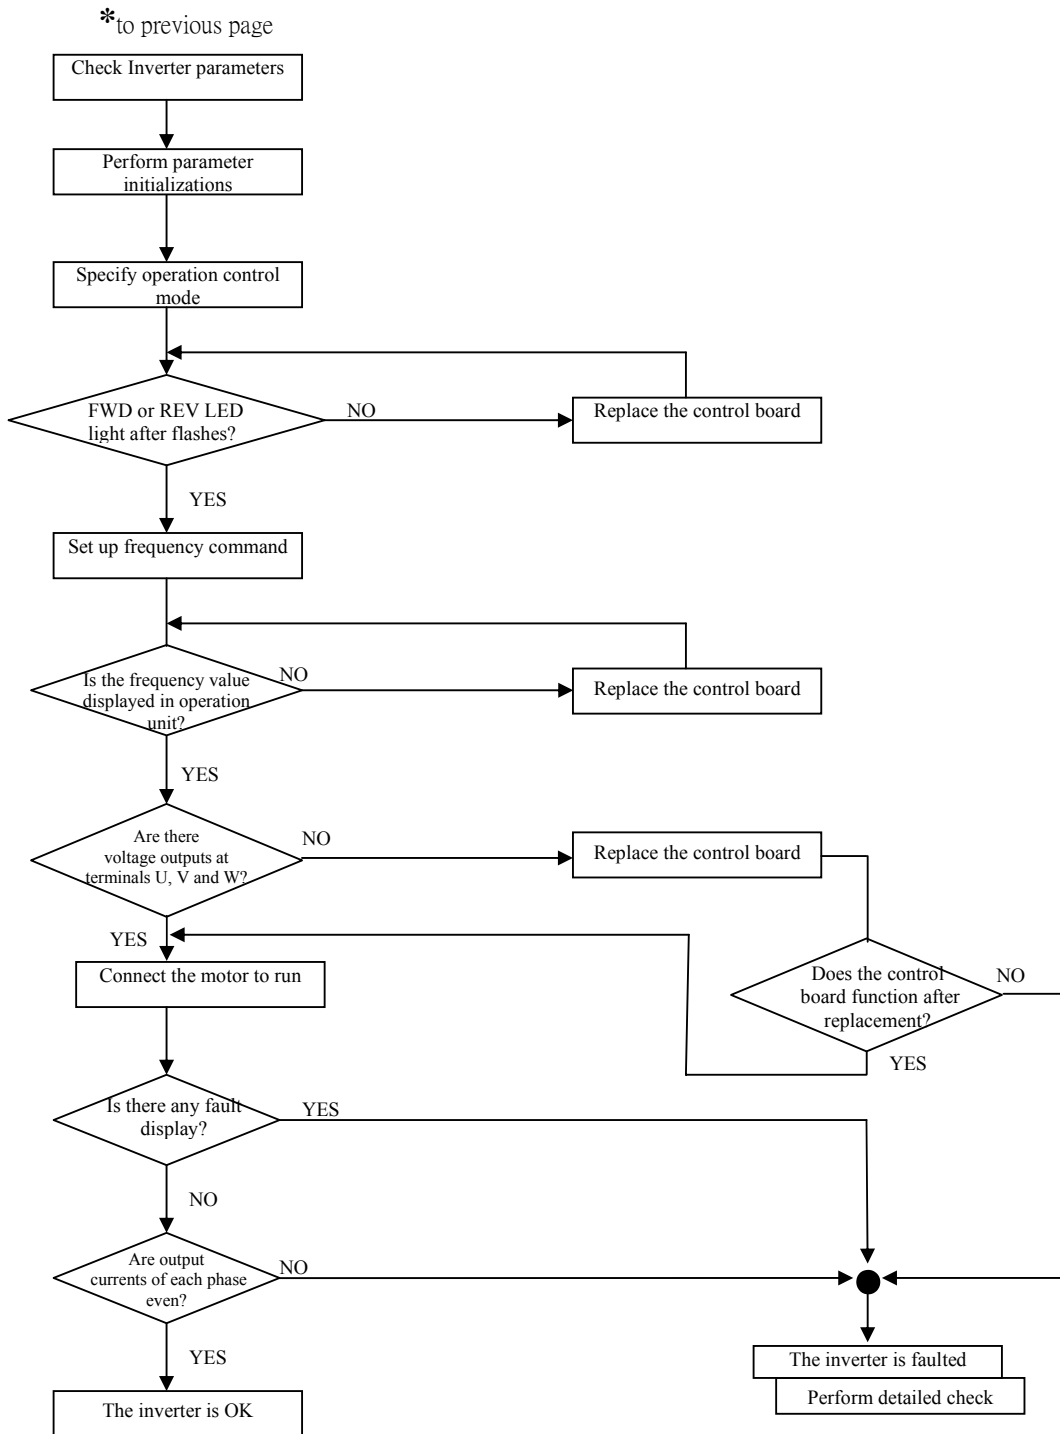 *to previous page
Check Inverter parameters
Perform parameter
initializations
Specify operation control
mode
FWD or REV LED
light after flashes?
NO
Replace the control board
YES
Set up frequency command
Is the frequency value
displayed in operation
unit?
NO
Replace the control board
YES
Are there
voltage outputs at
terminals U, V and W?
NO
Replace the control board
YES
Connect the motor to run
Does the control
board function after
replacement?
NO
YES
Is there any fault
display?
YES
NO
Are output
currents of each phase
even?
NO
YES
The inverter is faulted
Perform detailed check
The inverter is OK